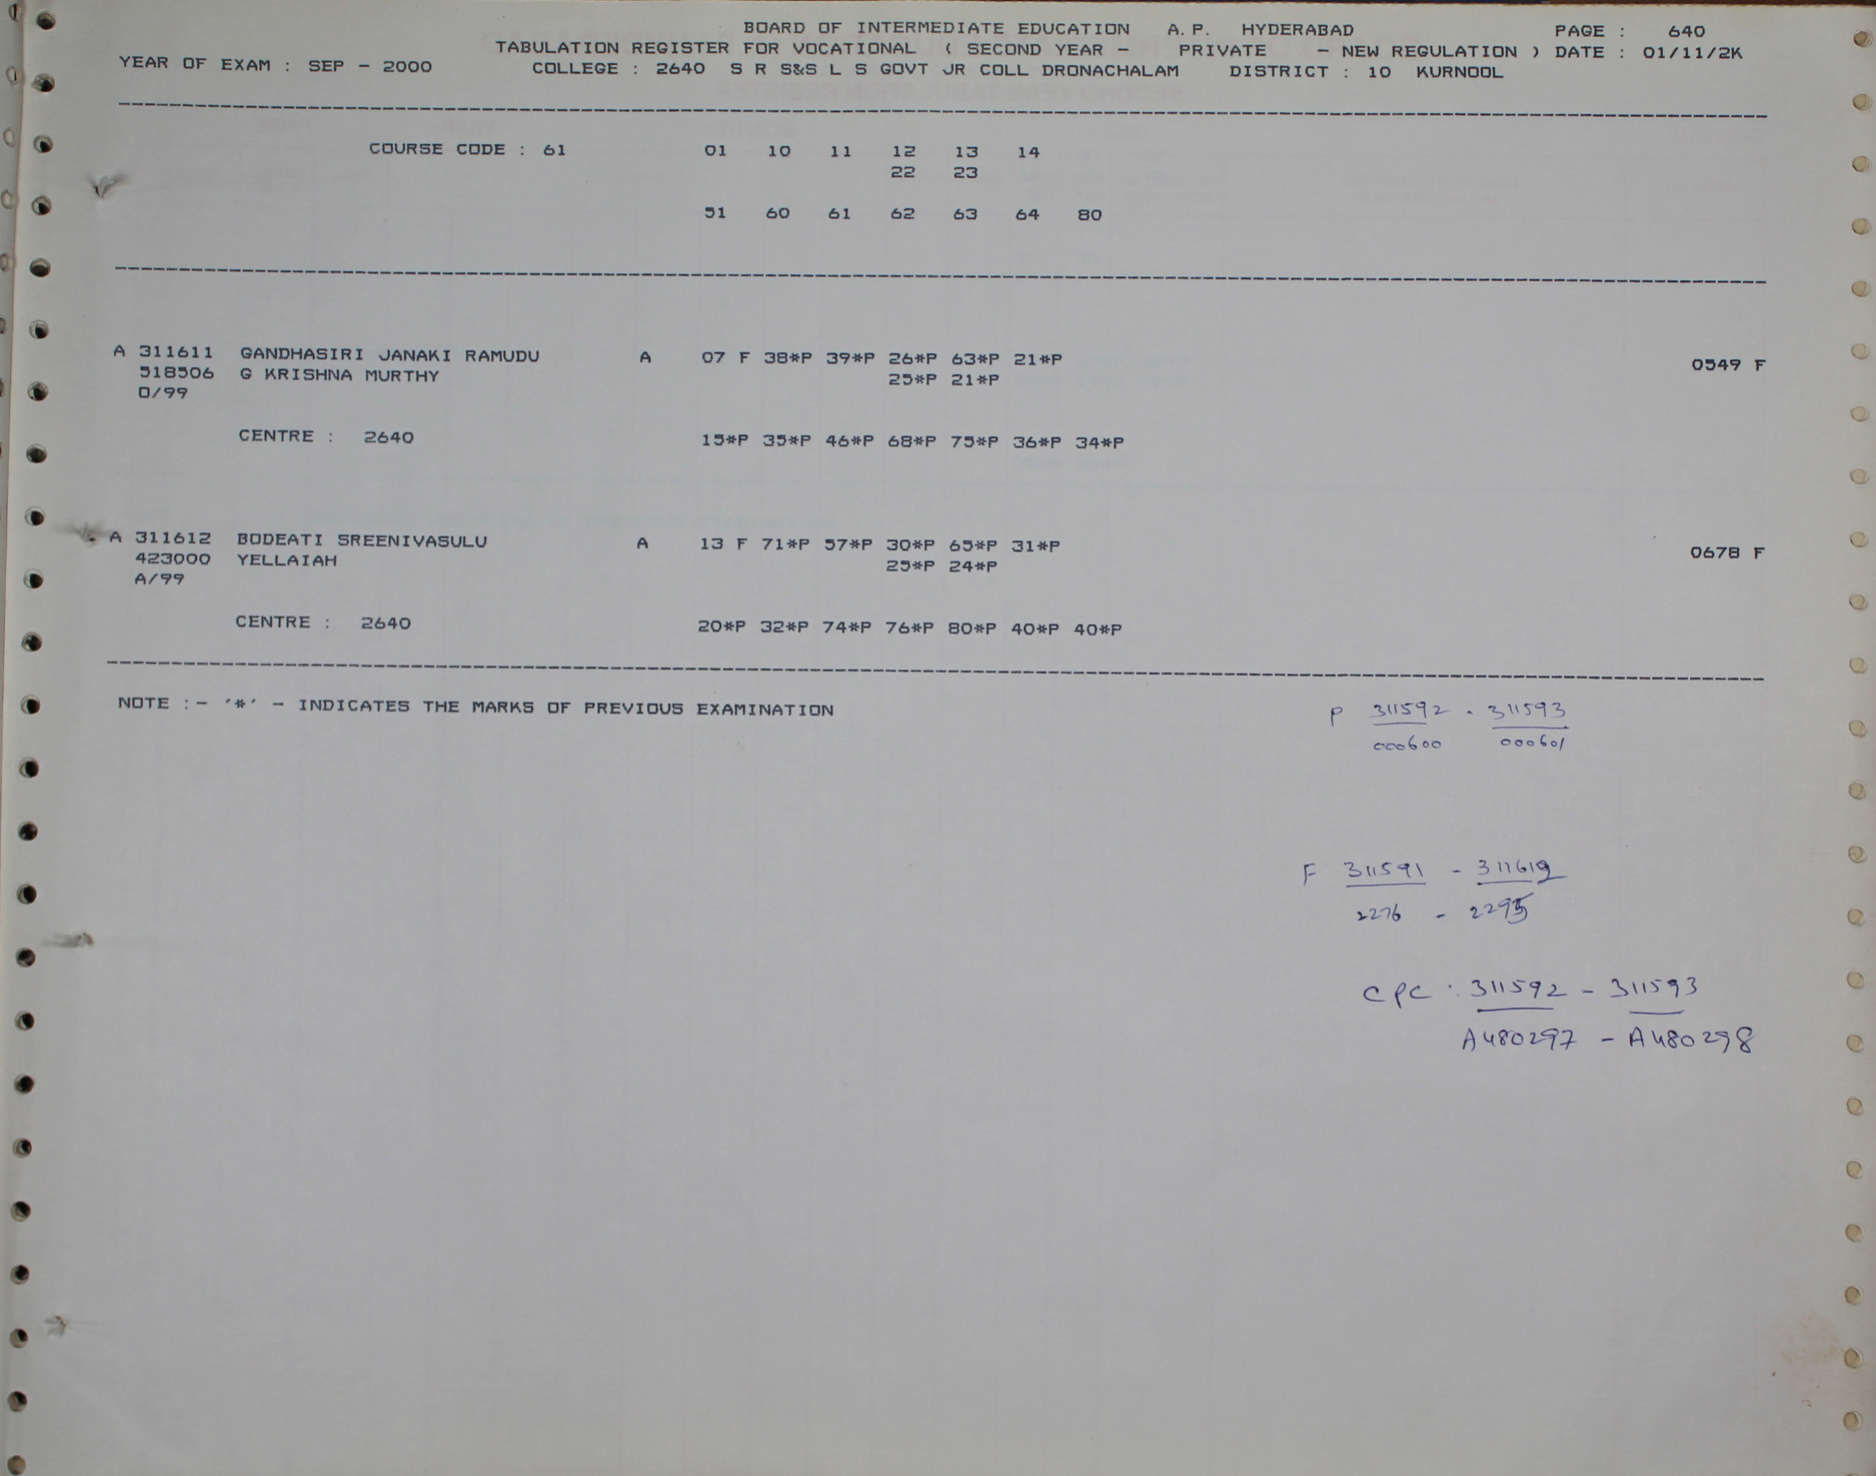 BOARD OF INTERMEDIATE EDUCATION A.P. HYDERABAD PAGE : 640
TABULATION REGISTER FOR VOCATIONAL ( SECOND YEAR - PRIVATE - NEW REGULATION ) DATE : 01/11/2K
YEAR OF EXAM : SEP - 2000 COLLEGE : 2640 S R S&S L S GOVT JR COLL DRONACHALAM DISTRICT : 10 KURNOOL
COURSE CODE : 61 01 10 11 12 13 14
22 23
51 60 61 62 63 64 80
A 311611 GANDHASIRI JANAKI RAMUDU A 07 F 38*P 39*P 26*P 63*P 21*P 0549 F
518506 G KRISHNA MURTHY 25*P 21*P
O/99
CENTRE : 2640 15*P 35*P 46*P 68*P 75*P 36*P 34*P
A 311612 BODEATI SREENIVASULU A 13 F 71*P 57*P 30*P 65*P 31*P 0678 F
423000 YELLAIAH 25*P 24*P
A/99
CENTRE : 2640 20*P 32*P 74*P 76*P 80*P 40*P 40*P
NOTE :- '*' - INDICATES THE MARKS OF PREVIOUS EXAMINATION
P 311592 - 311593
000600 000601
F 311591 - 311612
2276 - 2295
CPC : 311592 - 311593
A480297 - A480298